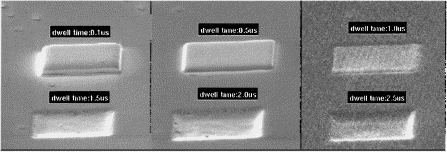 dwell time:0.1us
dwell time:0.5us
dwell time:1.0us
dwell time:1.5us
dwell time:2.0us
dwell time:2.5us